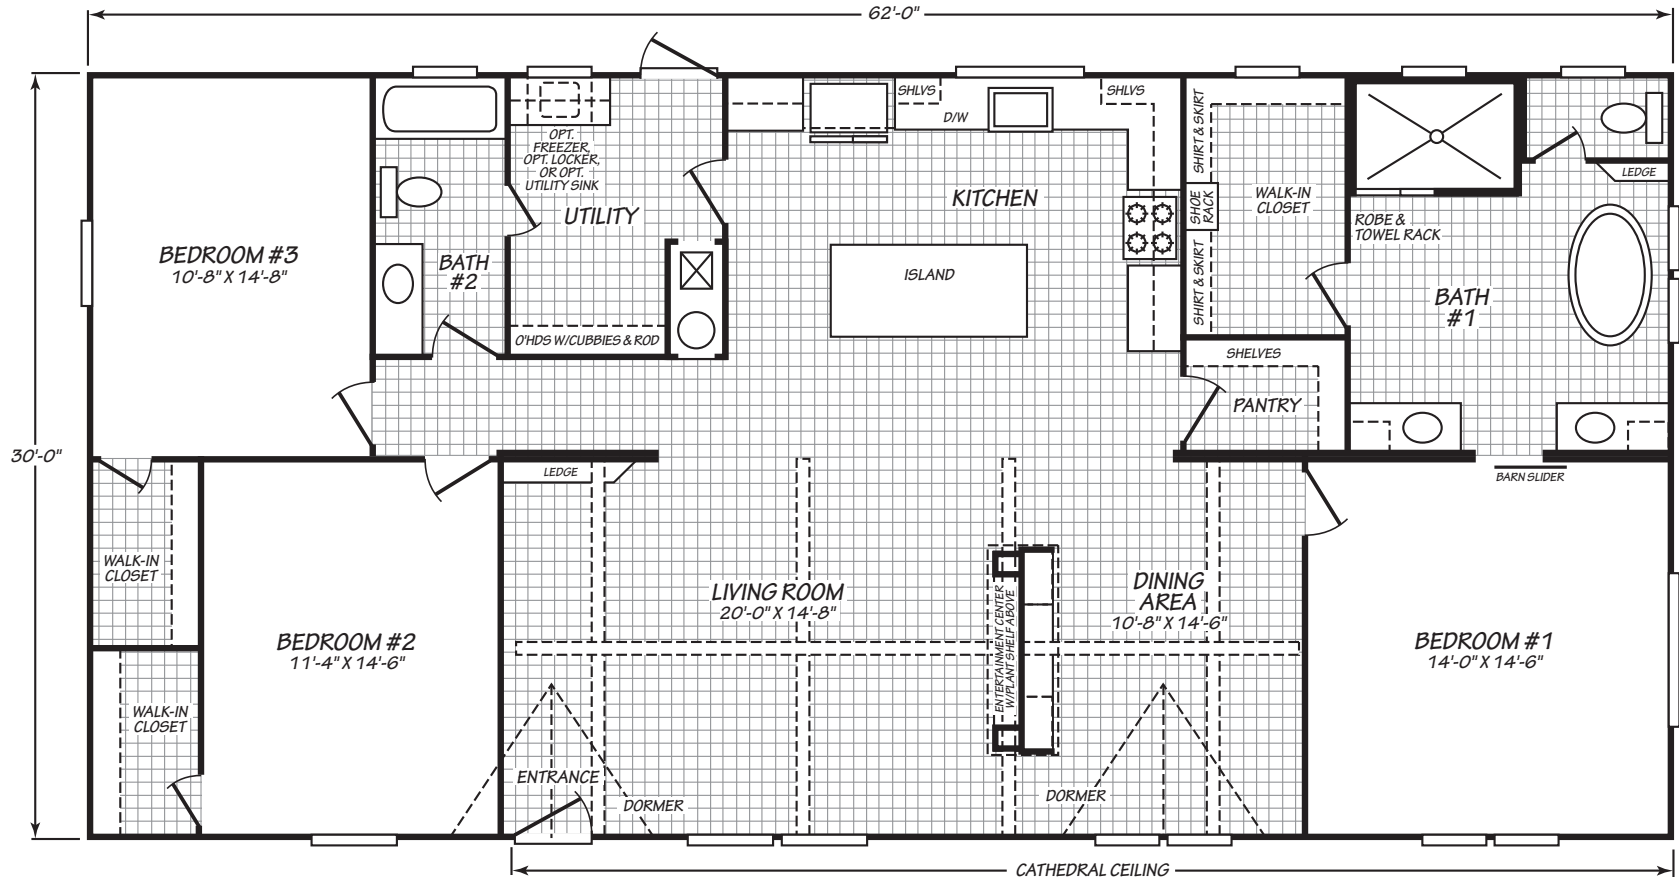 62'-0"
30'-0"
BEDROOM #3
10'-8" X 14'-8"
BATH
#2
OPT.
FREEZER,
OPT. LOCKER,
OR OPT.
UTILITY SINK
UTILITY
O'HDS W/CUBBIES & ROD
SHLVS
D/W
SHLVS
KITCHEN
ISLAND
SHIRT & SKIRT
SHOE
RACK
SHIRT & SKIRT
WALK-IN
CLOSET
ROBE &
TOWEL RACK
LEDGE
BATH
#1
SHELVES
PANTRY
BARN SLIDER
WALK-IN
CLOSET
WALK-IN
CLOSET
BEDROOM #2
11'-4" X 14'-6"
LEDGE
LIVING ROOM
20'-0" X 14'-8"
ENTERTAINMENT CENTER
W/PLANT SHELF ABOVE
DINING
AREA
10'-8" X 14'-6"
BEDROOM #1
14'-0" X 14'-6"
ENTRANCE
DORMER
DORMER
CATHEDRAL CEILING